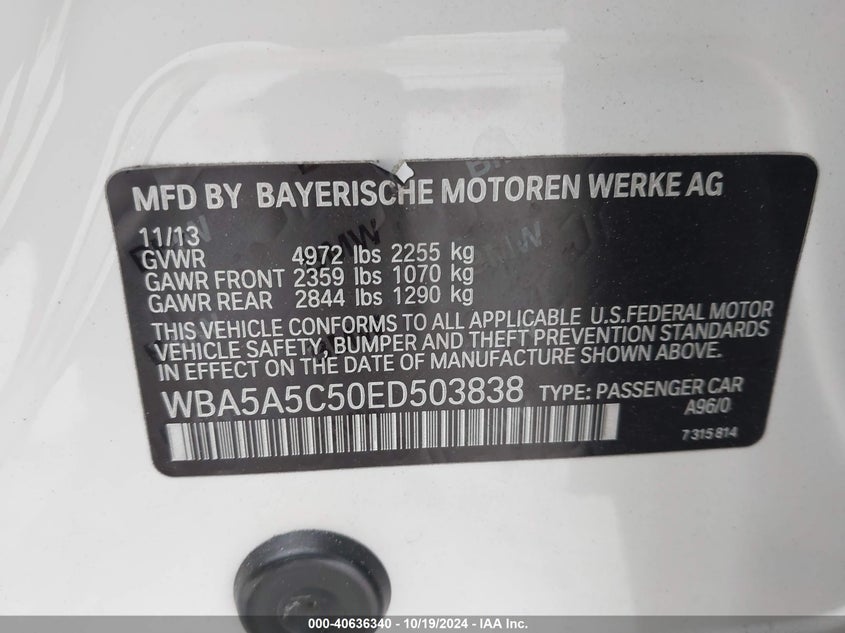 MFD BY BAYERISCHE MOTOREN WERKE AG
11/13
GVWR 4972 lbs 2255 kg
GAWR FRONT 2359 lbs 1070 kg
GAWR REAR 2844 lbs 1290 kg
THIS VEHICLE CONFORMS TO ALL APPLICABLE U.S.FEDERAL MOTOR
VEHICLE SAFETY, BUMPER AND THEFT PREVENTION STANDARDS
IN EFFECT ON THE DATE OF MANUFACTURE SHOWN ABOVE.
WBA5A5C50ED503838 TYPE: PASSENGER CAR
A96/0
7315814
000-40636340 - 10/19/2024 - IAA Inc.